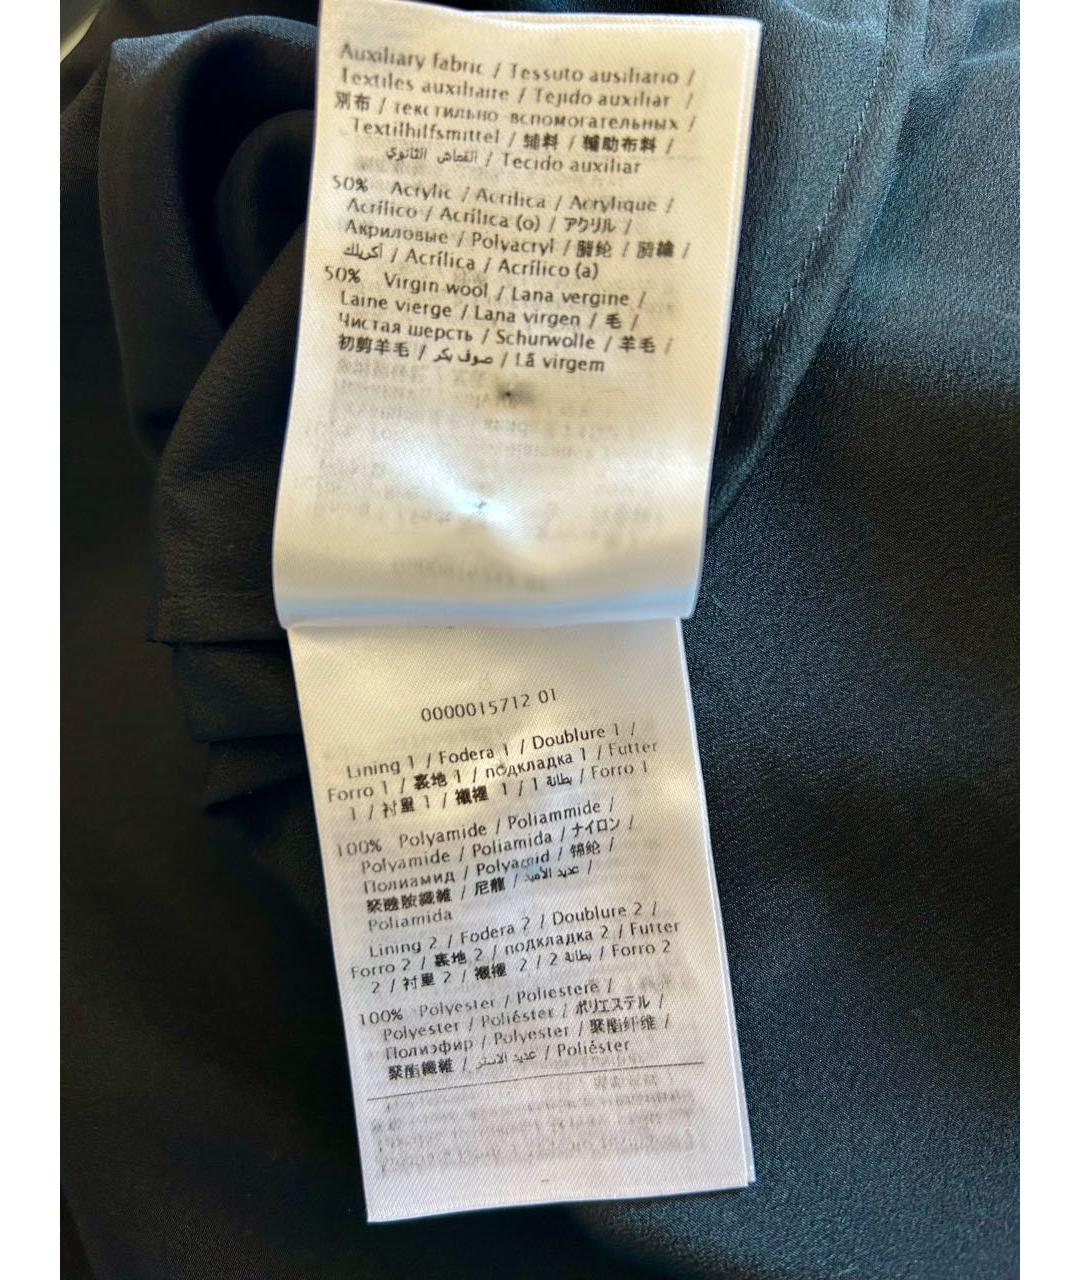 Auxiliary fabric / Tessuto ausiliario /
Textiles auxiliaire / Tejido auxiliar /
別布 / текстильно вспомогательных /
Textilhilfsmittel / 辅料 / 輔助布料 /
القماش الثانوي / Tecido auxiliar
50% Acrylic / Acrilica / Acrylique /
Acrílico / Acrílica (o) / アクリル /
Акриловые / Polyacryl / 腈纶 / 腈綸 /
أكريلك / Acrílica / Acrílico (a)
50% Virgin wool / Lana vergine /
Laine vierge / Lana virgen / 毛 /
Чистая шерсть / Schurwolle / 羊毛 /
初剪羊毛 / صوف بكر / Lã virgem
0000015712 01
Lining 1 / Fodera 1 / Doublure 1 /
Forro 1 / 裏地 1 / подкладка 1 / Futter
1 / 衬里 1 / 襯裡 1 / 1 بطانة / Forro 1
100% Polyamide / Poliammide /
Polyamide / Poliamida / ナイロン /
Полиамид / Polyamid / 锦纶 /
聚醯胺纖維 / 尼龍 / عديد الأميد /
Poliamida
Lining 2 / Fodera 2 / Doublure 2 /
Forro 2 / 裏地 2 / подкладка 2 / Futter
2 / 衬里 2 / 襯裡 2 / 2 بطانة / Forro 2
100% Polyester / Poliestere /
Polyester / Poliéster / ポリエステル /
Полиэфир / Polyester / 聚酯纤维 /
聚酯纖維 / عديد الاستر / Poliéster